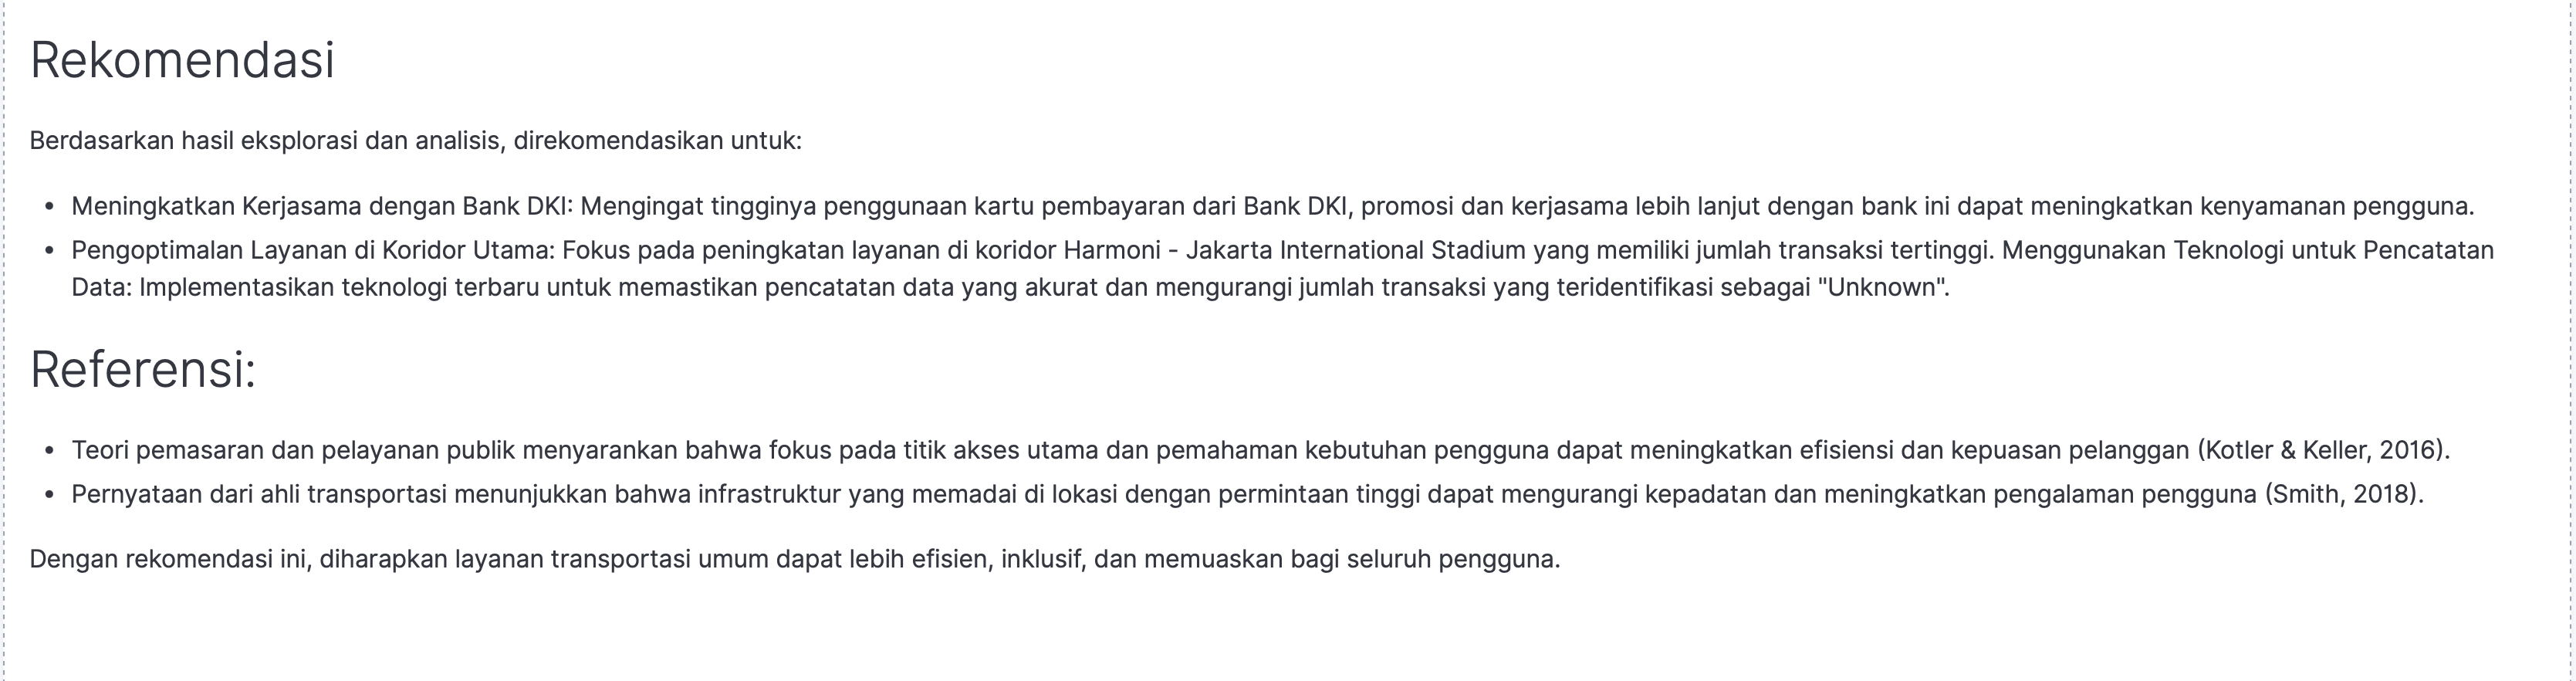 Rekomendasi
Berdasarkan hasil eksplorasi dan analisis, direkomendasikan untuk:
• Meningkatkan Kerjasama dengan Bank DKI: Mengingat tingginya penggunaan kartu pembayaran dari Bank DKI, promosi dan kerjasama lebih lanjut dengan bank ini dapat meningkatkan kenyamanan pengguna.
• Pengoptimalan Layanan di Koridor Utama: Fokus pada peningkatan layanan di koridor Harmoni - Jakarta International Stadium yang memiliki jumlah transaksi tertinggi. Menggunakan Teknologi untuk Pencatatan
Data: Implementasikan teknologi terbaru untuk memastikan pencatatan data yang akurat dan mengurangi jumlah transaksi yang teridentifikasi sebagai "Unknown".
Referensi:
• Teori pemasaran dan pelayanan publik menyarankan bahwa fokus pada titik akses utama dan pemahaman kebutuhan pengguna dapat meningkatkan efisiensi dan kepuasan pelanggan (Kotler & Keller, 2016).
• Pernyataan dari ahli transportasi menunjukkan bahwa infrastruktur yang memadai di lokasi dengan permintaan tinggi dapat mengurangi kepadatan dan meningkatkan pengalaman pengguna (Smith, 2018).
Dengan rekomendasi ini, diharapkan layanan transportasi umum dapat lebih efisien, inklusif, dan memuaskan bagi seluruh pengguna.